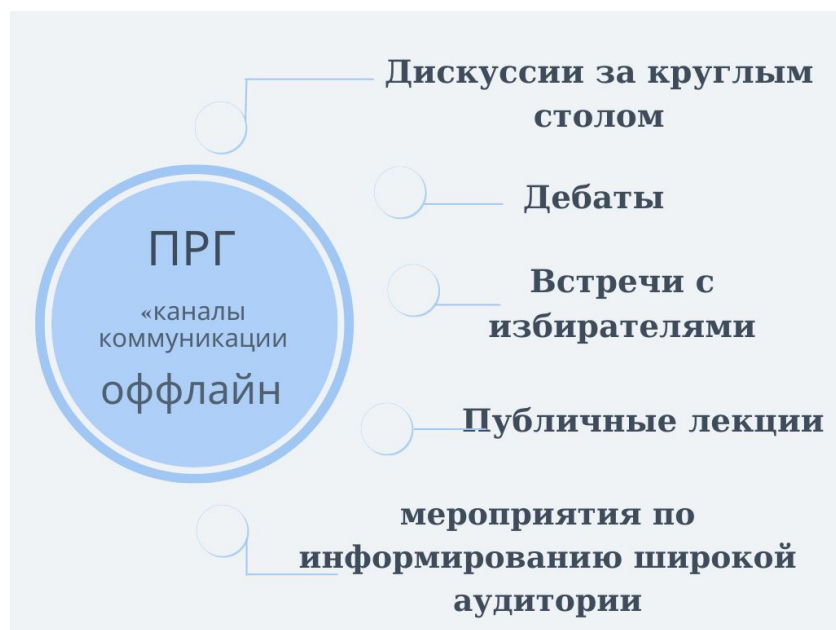 ПРГ
«каналы
коммуникации
оффлайн
Дискуссии за круглым
столом
Дебаты
Встречи с
избирателями
Публичные лекции
мероприятия по
информированию широкой
аудитории